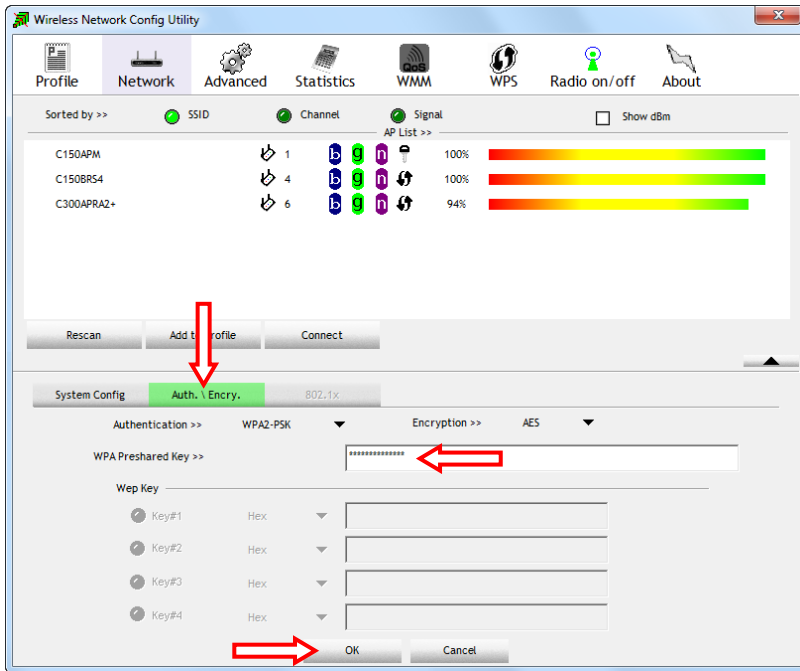 Wireless Network Config Utility
x
P=
QoS
Profile Network Advanced Statistics WMM WPS Radio on/off About
Sorted by >> SSID Channel Signal Show dBm
AP List >>
C150APM 1 b g n 100%
C150BRS4 4 b g n 100%
C300APRA2+ 6 b g n 94%
Rescan Add to Profile Connect
System Config Auth. \ Encry. 802.1x
Authentication >> WPA2-PSK Encryption >> AES
WPA Preshared Key >> **************
Wep Key
Key#1 Hex
Key#2 Hex
Key#3 Hex
Key#4 Hex
OK Cancel